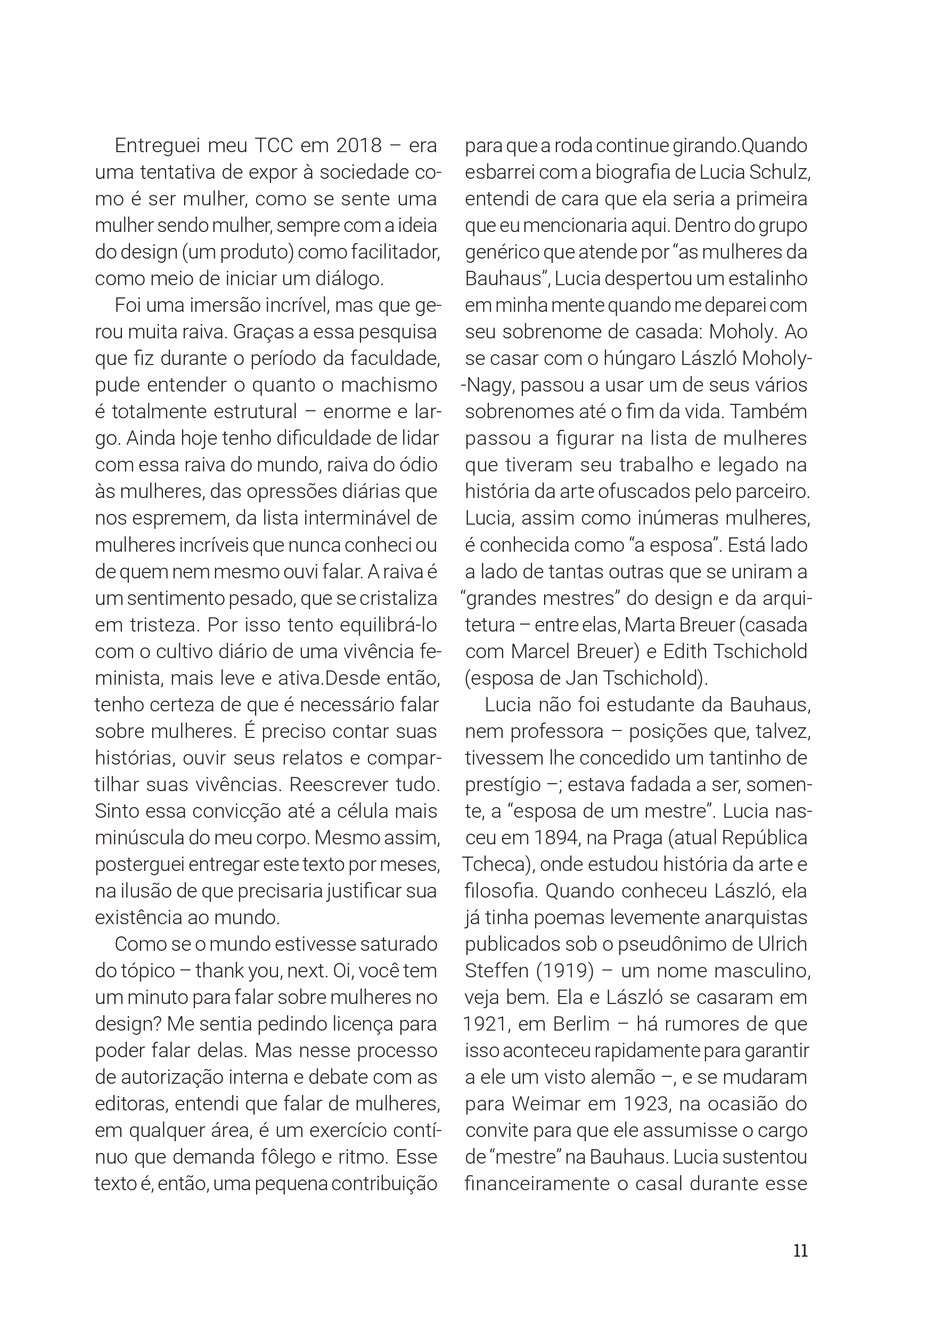 Entreguei meu TCC em 2018 – era
uma tentativa de expor à sociedade co-
mo é ser mulher, como se sente uma
mulher sendo mulher, sempre com a ideia
do design (um produto) como facilitador,
como meio de iniciar um diálogo.
Foi uma imersão incrível, mas que ge-
rou muita raiva. Graças a essa pesquisa
que fiz durante o período da faculdade,
pude entender o quanto o machismo
é totalmente estrutural – enorme e lar-
go. Ainda hoje tenho dificuldade de lidar
com essa raiva do mundo, raiva do ódio
às mulheres, das opressões diárias que
nos espremem, da lista interminável de
mulheres incríveis que nunca conheci ou
de quem nem mesmo ouvi falar. A raiva é
um sentimento pesado, que se cristaliza
em tristeza. Por isso tento equilibrá-lo
com o cultivo diário de uma vivência fe-
minista, mais leve e ativa.Desde então,
tenho certeza de que é necessário falar
sobre mulheres. É preciso contar suas
histórias, ouvir seus relatos e compar-
tilhar suas vivências. Reescrever tudo.
Sinto essa convicção até a célula mais
minúscula do meu corpo. Mesmo assim,
posterguei entregar este texto por meses,
na ilusão de que precisaria justificar sua
existência ao mundo.
Como se o mundo estivesse saturado
do tópico – thank you, next. Oi, você tem
um minuto para falar sobre mulheres no
design? Me sentia pedindo licença para
poder falar delas. Mas nesse processo
de autorização interna e debate com as
editoras, entendi que falar de mulheres,
em qualquer área, é um exercício contí-
nuo que demanda fôlego e ritmo. Esse
texto é, então, uma pequena contribuição
para que a roda continue girando.Quando
esbarrei com a biografia de Lucia Schulz,
entendi de cara que ela seria a primeira
que eu mencionaria aqui. Dentro do grupo
genérico que atende por “as mulheres da
Bauhaus”, Lucia despertou um estalinho
em minha mente quando me deparei com
seu sobrenome de casada: Moholy. Ao
se casar com o húngaro László Moholy-
-Nagy, passou a usar um de seus vários
sobrenomes até o fim da vida. Também
passou a figurar na lista de mulheres
que tiveram seu trabalho e legado na
história da arte ofuscados pelo parceiro.
Lucia, assim como inúmeras mulheres,
é conhecida como “a esposa”. Está lado
a lado de tantas outras que se uniram a
“grandes mestres” do design e da arqui-
tetura – entre elas, Marta Breuer (casada
com Marcel Breuer) e Edith Tschichold
(esposa de Jan Tschichold).
Lucia não foi estudante da Bauhaus,
nem professora – posições que, talvez,
tivessem lhe concedido um tantinho de
prestígio –; estava fadada a ser, somen-
te, a “esposa de um mestre”. Lucia nas-
ceu em 1894, na Praga (atual República
Tcheca), onde estudou história da arte e
filosofia. Quando conheceu László, ela
já tinha poemas levemente anarquistas
publicados sob o pseudônimo de Ulrich
Steffen (1919) – um nome masculino,
veja bem. Ela e László se casaram em
1921, em Berlim – há rumores de que
isso aconteceu rapidamente para garantir
a ele um visto alemão –, e se mudaram
para Weimar em 1923, na ocasião do
convite para que ele assumisse o cargo
de “mestre” na Bauhaus. Lucia sustentou
financeiramente o casal durante esse
11